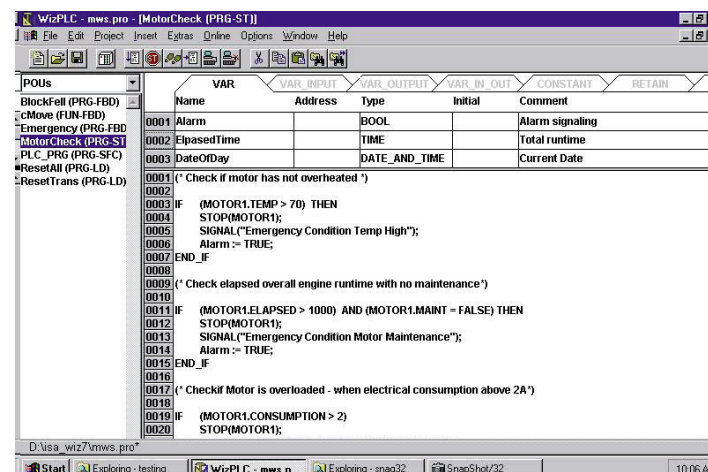 WizPLC - mws.pro - [MotorCheck (PRG-ST)]
File Edit Project Insert Extras Online Options Window Help
POUs
BlockFell (PRG-FBD)
cMove (FUN-FBD)
Emergency (PRG-FBD
MotorCheck (PRG-ST
PLC_PRG (PRG-SFC)
ResetAll (PRG-LD)
ResetTrans (PRG-LD)
VAR VAR_INPUT VAR_OUTPUT VAR_IN_OUT CONSTANT RETAIN
Name Address Type Initial Comment
0001 Alarm BOOL Alarm signaling
0002 ElpasedTime TIME Total runtime
0003 DateOfDay DATE_AND_TIME Current Date
0001 (* Check if motor has not overheated *)
0002
0003 IF (MOTOR1.TEMP > 70) THEN
0004 STOP(MOTOR1);
0005 SIGNAL("Emergency Condition Temp High");
0006 Alarm := TRUE;
0007 END_IF
0008
0009 (* Check elapsed overall engine runtime with no maintenance*)
0010
0011 IF (MOTOR1.ELAPSED > 1000) AND (MOTOR1.MAINT = FALSE) THEN
0012 STOP(MOTOR1);
0013 SIGNAL("Emergency Condition Motor Maintenance");
0014 Alarm := TRUE;
0015 END_IF
0016
0017 (* Checkif Motor is overloaded - when electrical consumption above 2A*)
0018
0019 IF (MOTOR1.CONSUMPTION > 2)
0020 STOP(MOTOR1);
D:\isa_wiz7\mws.pro*
Start Exploring - testing WizPLC - mws.p Exploring - snag32 SnapShot/32 10:06 A